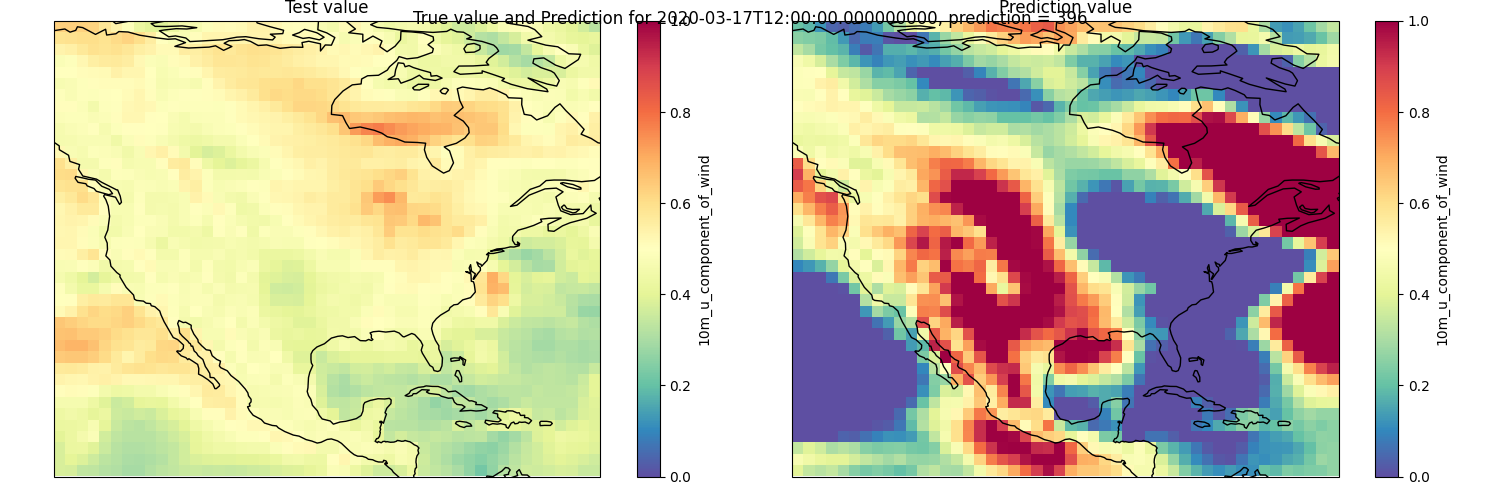 Test value
True value and Prediction for 2020-03-17T12:00:00.000000000, prediction = 396
Prediction value
1.0
0.8
0.6
0.4
0.2
0.0
10m_u_component_of_wind
1.0
0.8
0.6
0.4
0.2
0.0
10m_u_component_of_wind